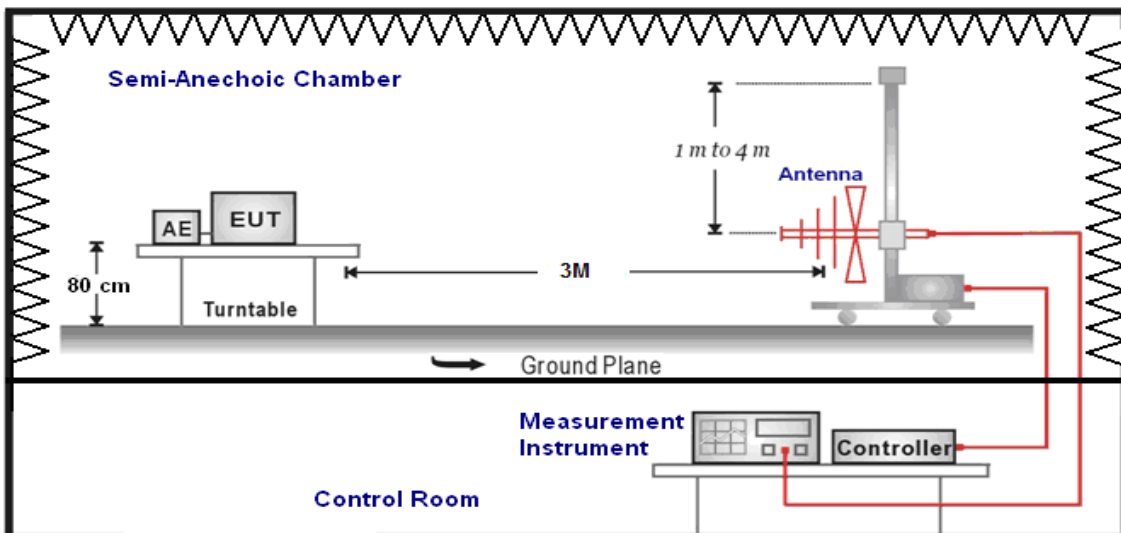 Semi-Anechoic Chamber
1 m to 4 m
Antenna
AE
EUT
80 cm
3M
Turntable
Ground Plane
Measurement
Instrument
Controller
Control Room